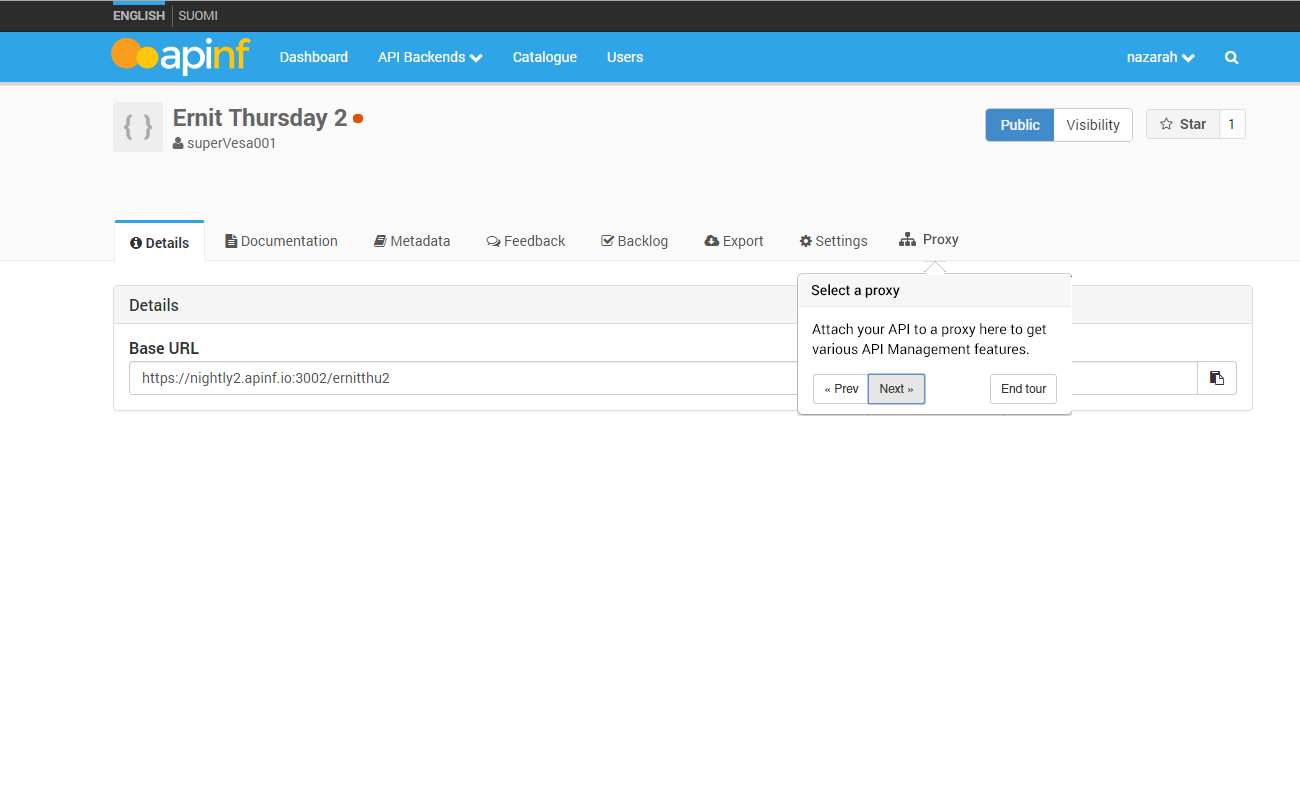 ENGLISH SUOMI
apinf Dashboard API Backends Catalogue Users nazarah
{ } Ernit Thursday 2
superVesa001
Public Visibility Star 1
Details Documentation Metadata Feedback Backlog Export Settings Proxy
Select a proxy
Attach your API to a proxy here to get
various API Management features.
« Prev Next » End tour
Details
Base URL
https://nightly2.apinf.io:3002/ernitthu2